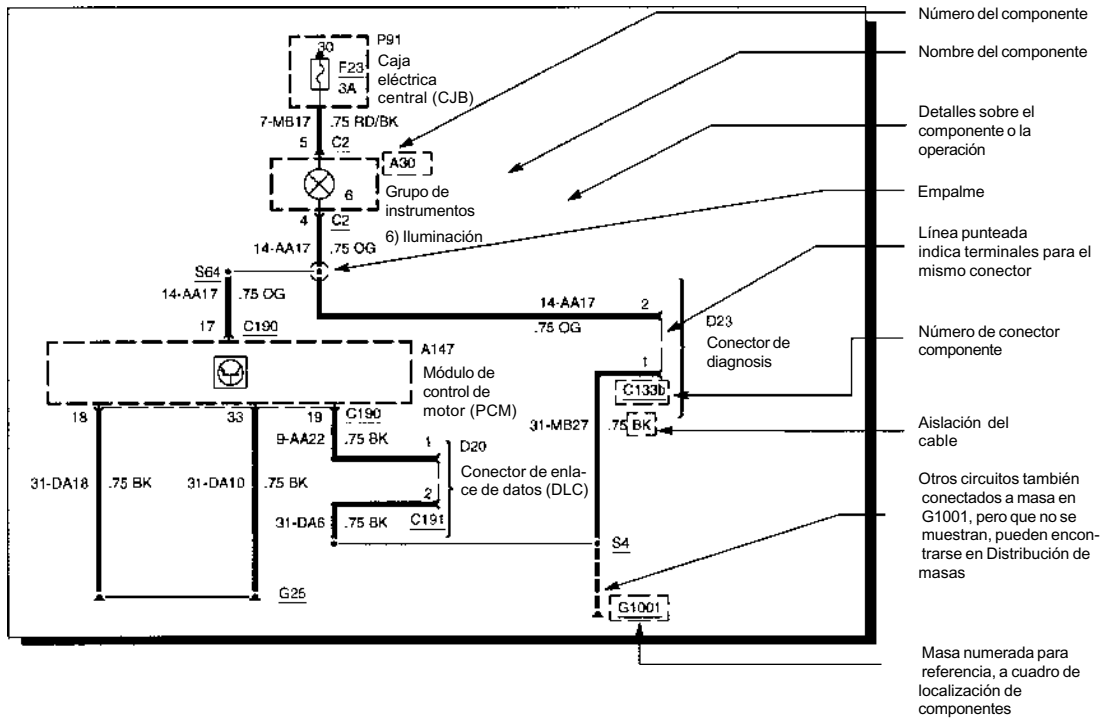 Número del componente
Nombre del componente
Detalles sobre el
componente o la
operación
Empalme
Línea punteada
indica terminales para el
mismo conector
Número de conector
componente
Aislación del
cable
Otros circuitos también
conectados a masa en
G1001, pero que no se
muestran, pueden encon-
trarse en Distribución de
masas
Masa numerada para
referencia, a cuadro de
localización de
componentes
30
P91
F23
3A
Caja
eléctrica
central (CJB)
7-MB17 .75 RD/BK
5 C2
A30
6
Grupo de
instrumentos
6) Iluminación
4 C2
14-AA17 .75 OG
S64
14-AA17 .75 OG
17 C190
14-AA17 2
.75 OG
D23
Conector de
diagnosis
1
C133b
31-MB27 .75 BK
A147
Módulo de
control de
motor (PCM)
18 33 19 C190
9-AA22 .75 BK
1 D20
Conector de enla-
ce de datos (DLC)
2
C191
31-DA18 .75 BK
31-DA10 .75 BK
31-DA6 .75 BK
S4
G25
G1001